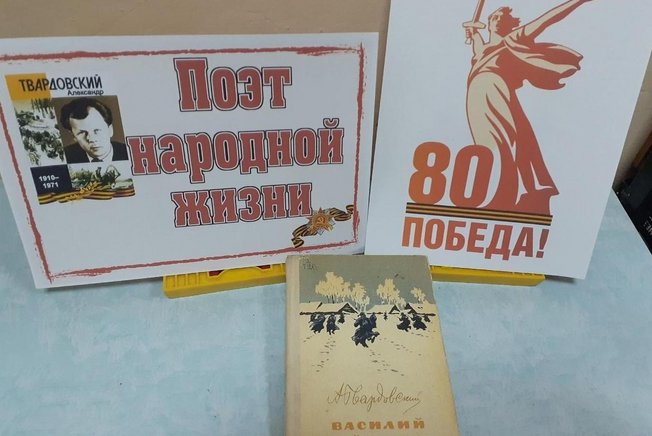 ТВАРДОВСКИЙ
Александр
1910–
1971
Поэт
народной
жизни
80
ПОБЕДА!
А. Твардовский
ВАСИЛИЙ